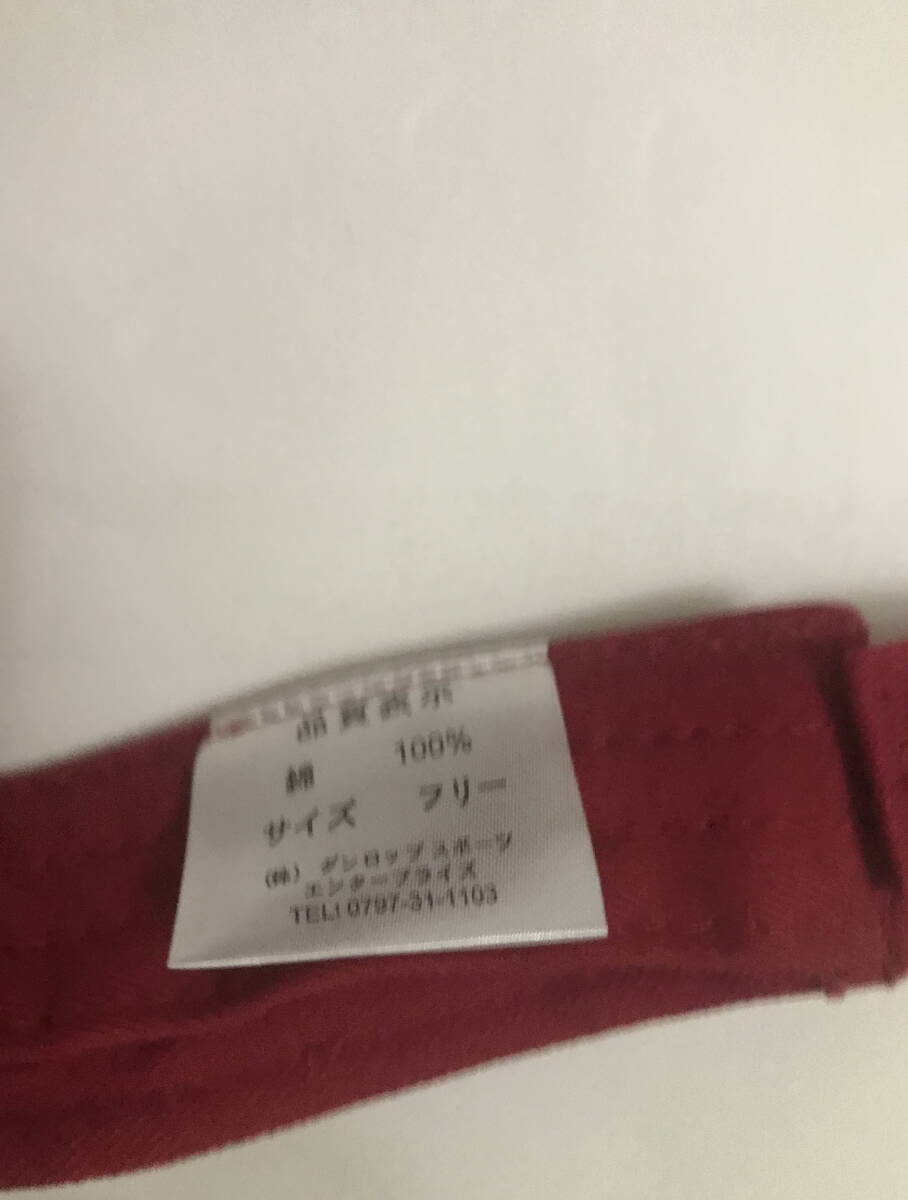 品質表示
綿 100%
サイズ フリー
(株) ダンロップスポーツ
エンタープライズ
TEL:0797-31-1103